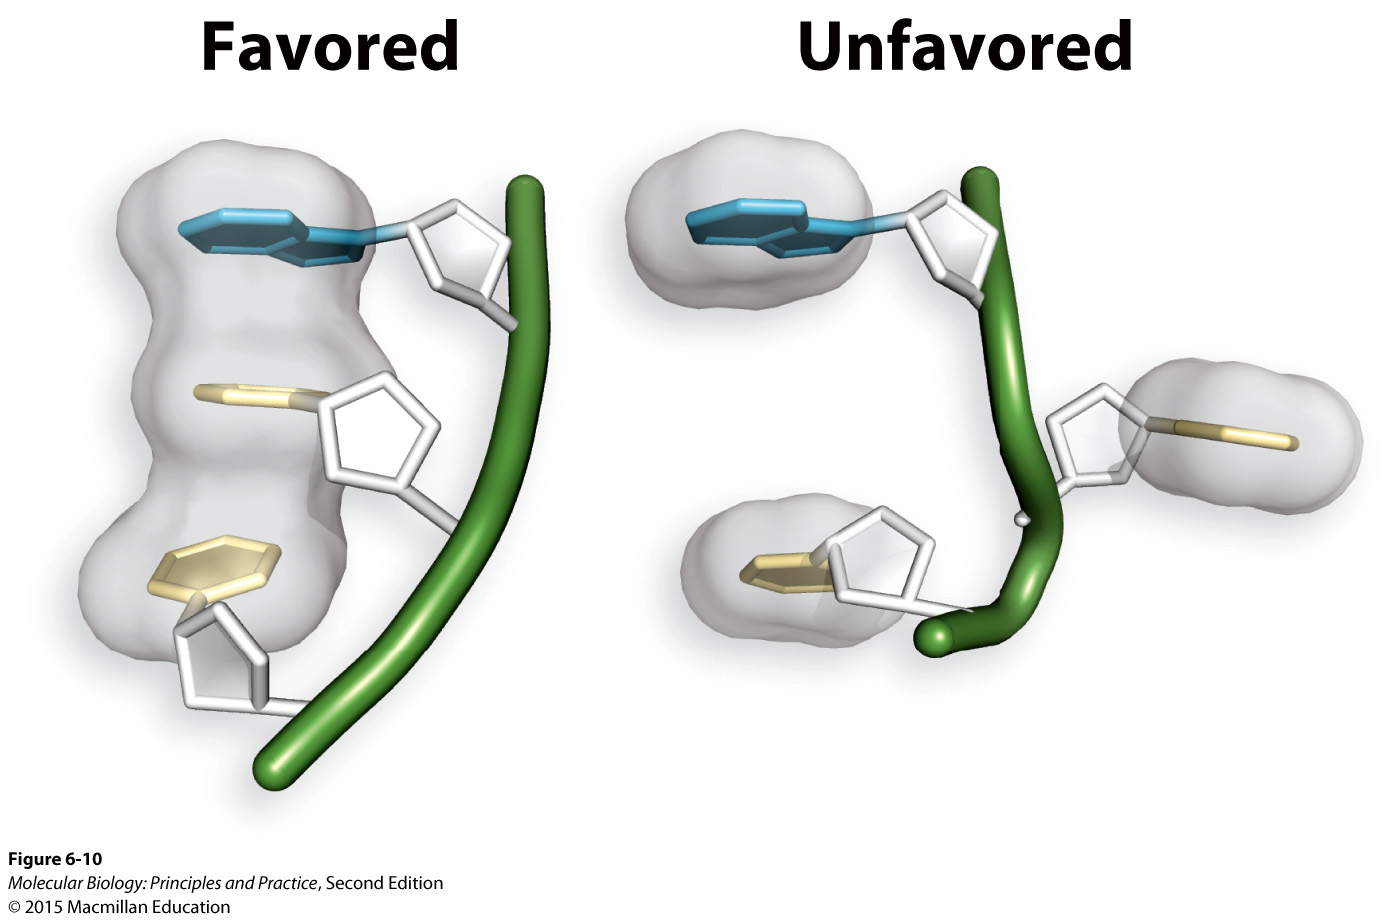 Favored
Unfavored
Figure 6-10
Molecular Biology: Principles and Practice, Second Edition
© 2015 Macmillan Education